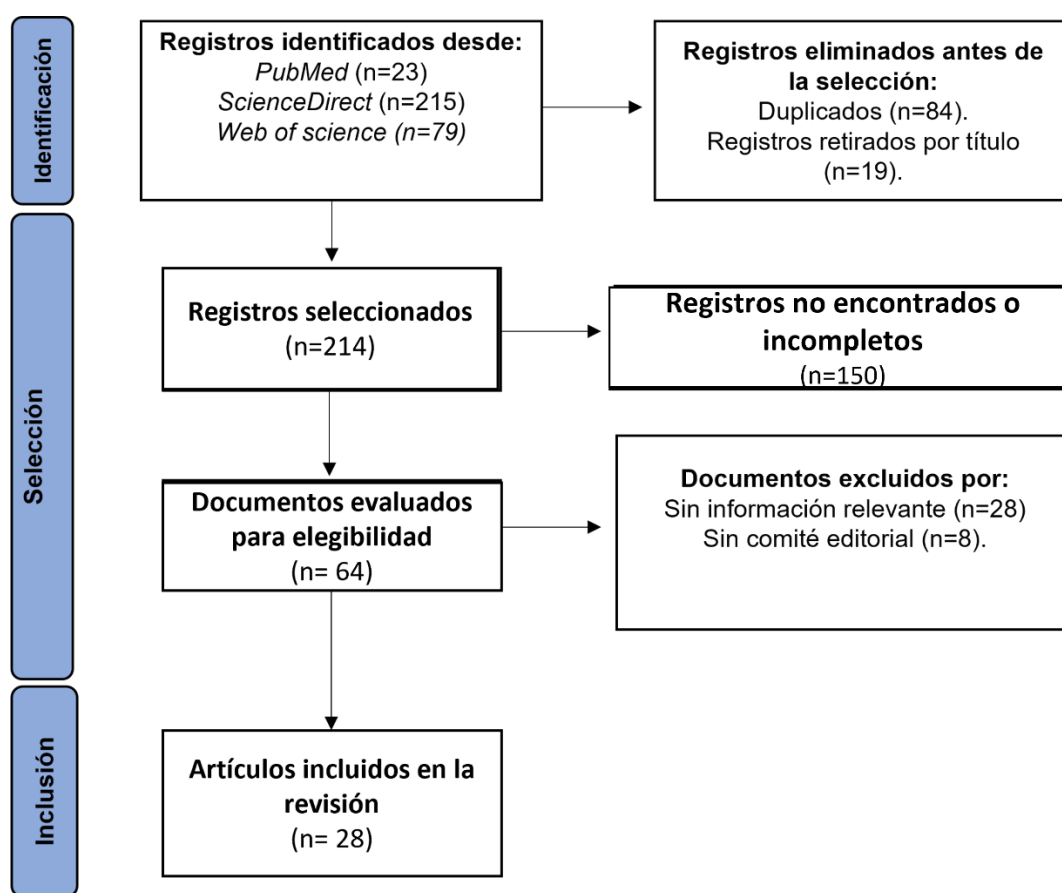 Identificación
Registros identificados desde:
PubMed (n=23)
ScienceDirect (n=215)
Web of science (n=79)
Registros eliminados antes de
la selección:
Duplicados (n=84).
Registros retirados por título
(n=19).
Selección
Registros seleccionados
(n=214)
Registros no encontrados o
incompletos
(n=150)
Documentos evaluados
para elegibilidad
(n= 64)
Documentos excluidos por:
Sin información relevante (n=28)
Sin comité editorial (n=8).
Inclusión
Artículos incluidos en la
revisión
(n= 28)